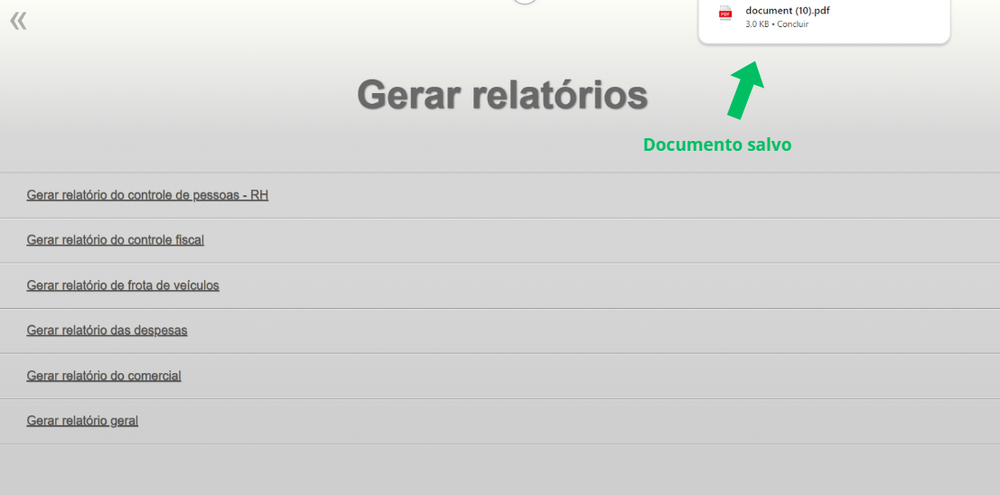 «
PDF
document (10).pdf
3.0 KB • Concluir
Gerar relatórios
Documento salvo
Gerar relatório do controle de pessoas - RH
Gerar relatório do controle fiscal
Gerar relatório de frota de veículos
Gerar relatório das despesas
Gerar relatório do comercial
Gerar relatório geral